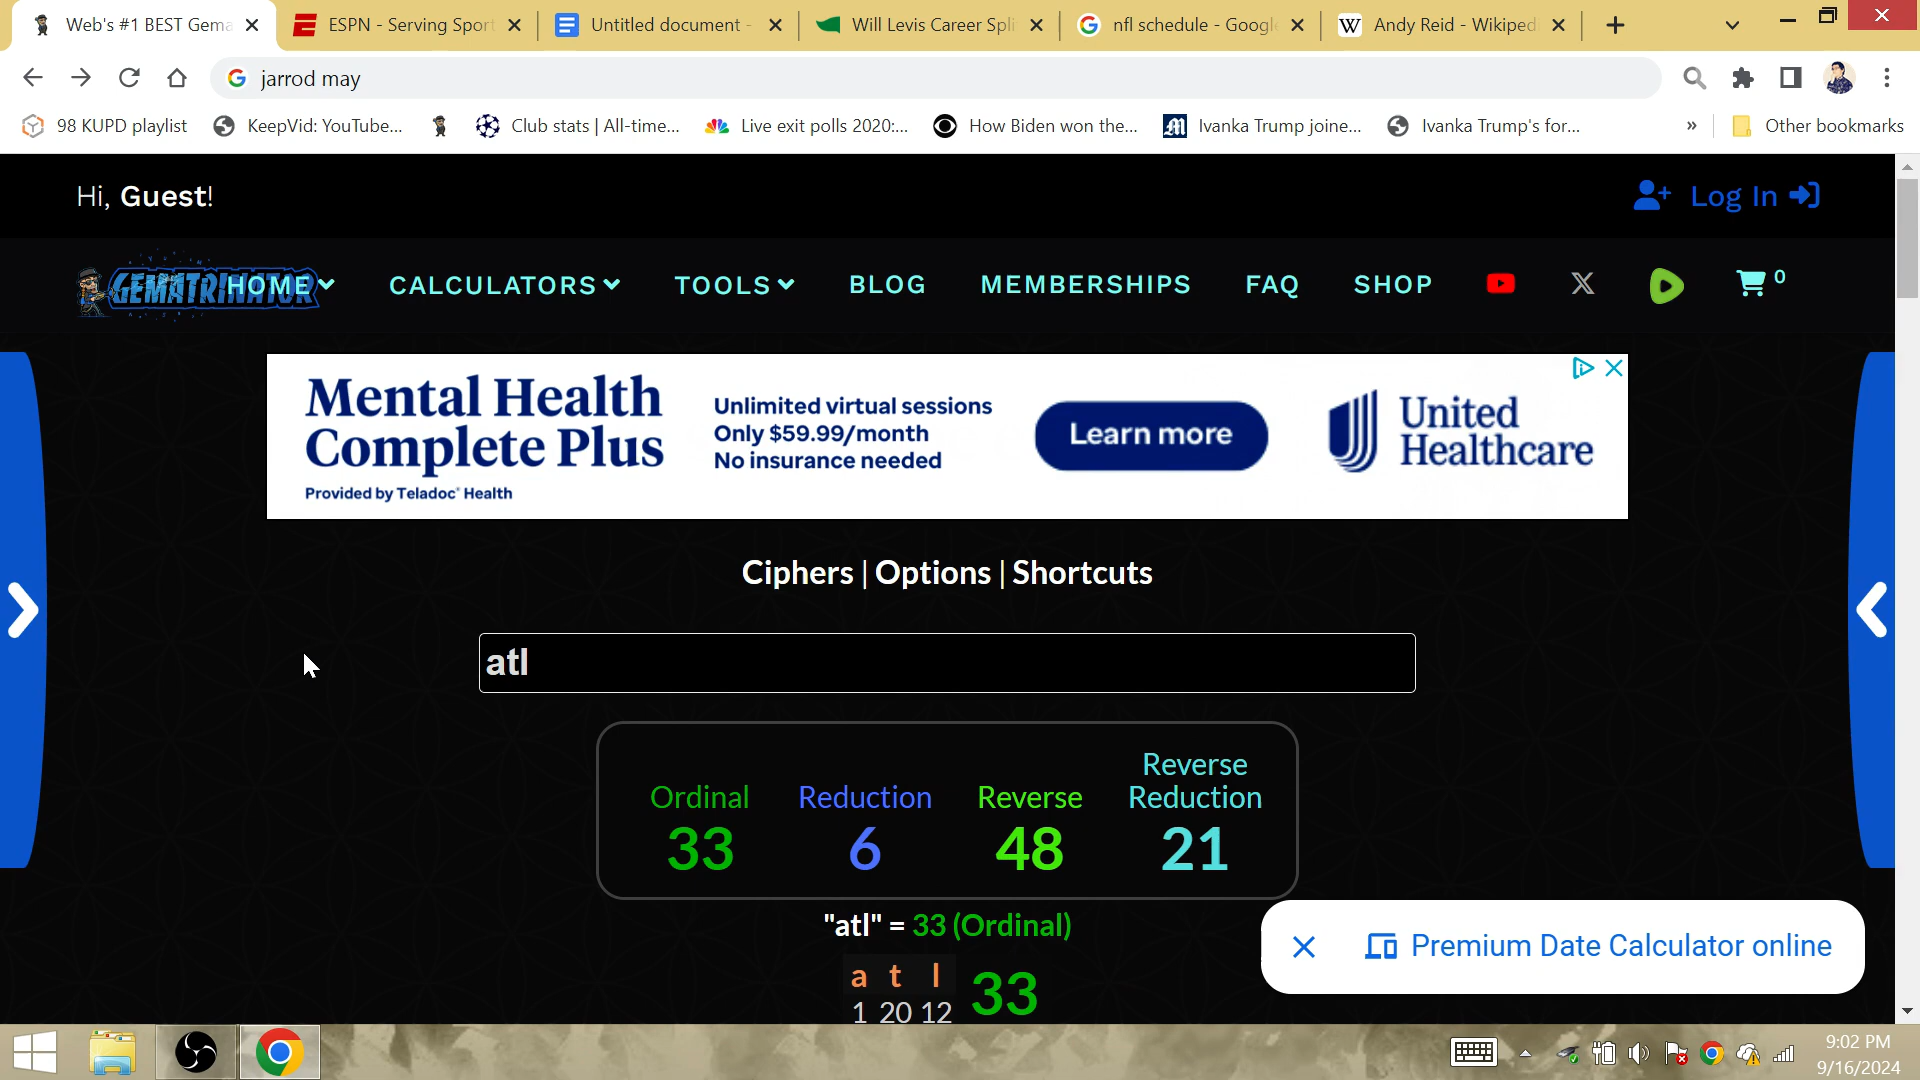 Web's #1 BEST Gema
ESPN - Serving Sport
Untitled document -
Will Levis Career Spli
nfl schedule - Google
Andy Reid - Wikiped
jarrod may
98 KUPD playlist
KeepVid: YouTube...
Club stats | All-time...
Live exit polls 2020:...
How Biden won the...
Ivanka Trump joine...
Ivanka Trump's for...
»
Other bookmarks
Hi, Guest!
Log In
GEMATRINATOR
HOME
CALCULATORS
TOOLS
BLOG
MEMBERSHIPS
FAQ
SHOP
0
Mental Health
Complete Plus
Provided by Teladoc® Health
Unlimited virtual sessions
Only $59.99/month
No insurance needed
Learn more
United
Healthcare
Ciphers | Options | Shortcuts
atl
Ordinal
33
Reduction
6
Reverse
48
Reverse
Reduction
21
"atl" = 33 (Ordinal)
a t l
1 20 12
33
Premium Date Calculator online
9:02 PM
9/16/2024